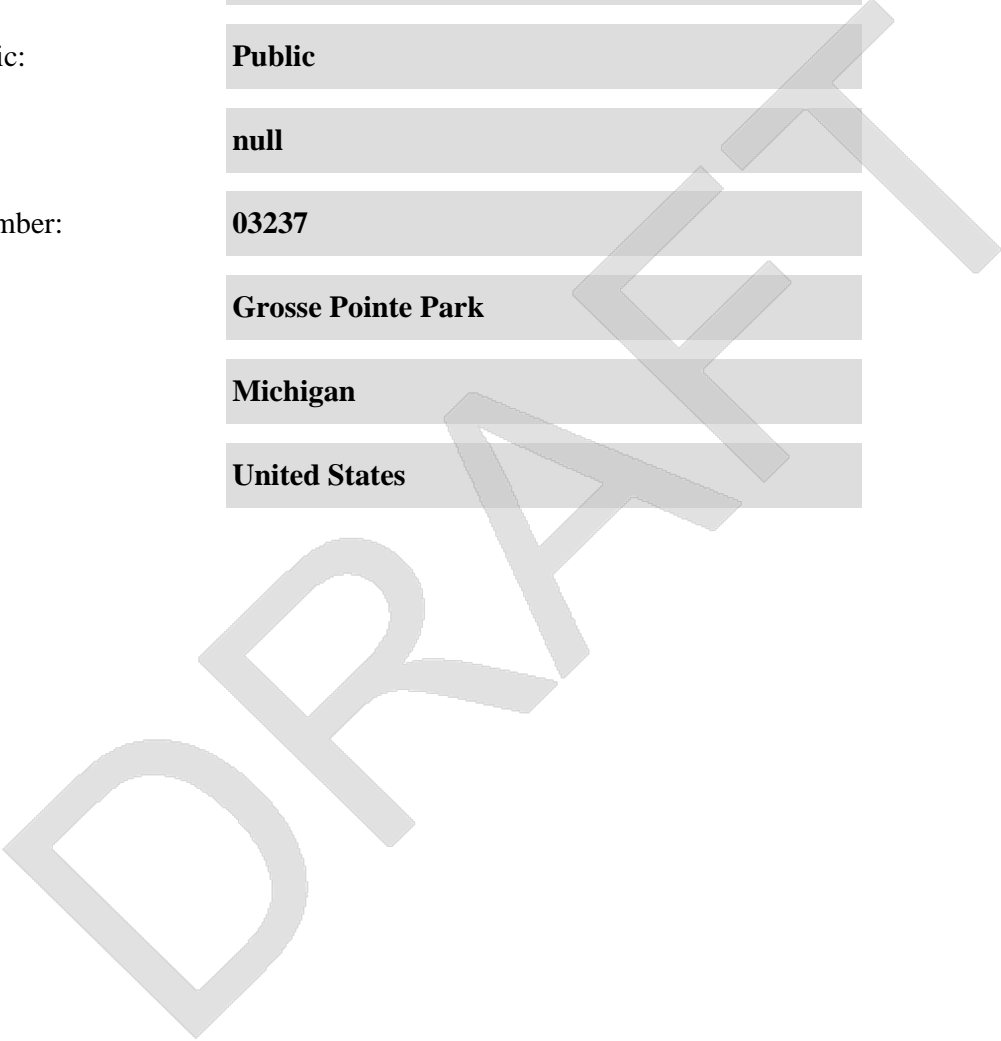 ic: Public
null
mber: 03237
Grosse Pointe Park
Michigan
United States
DRAFT